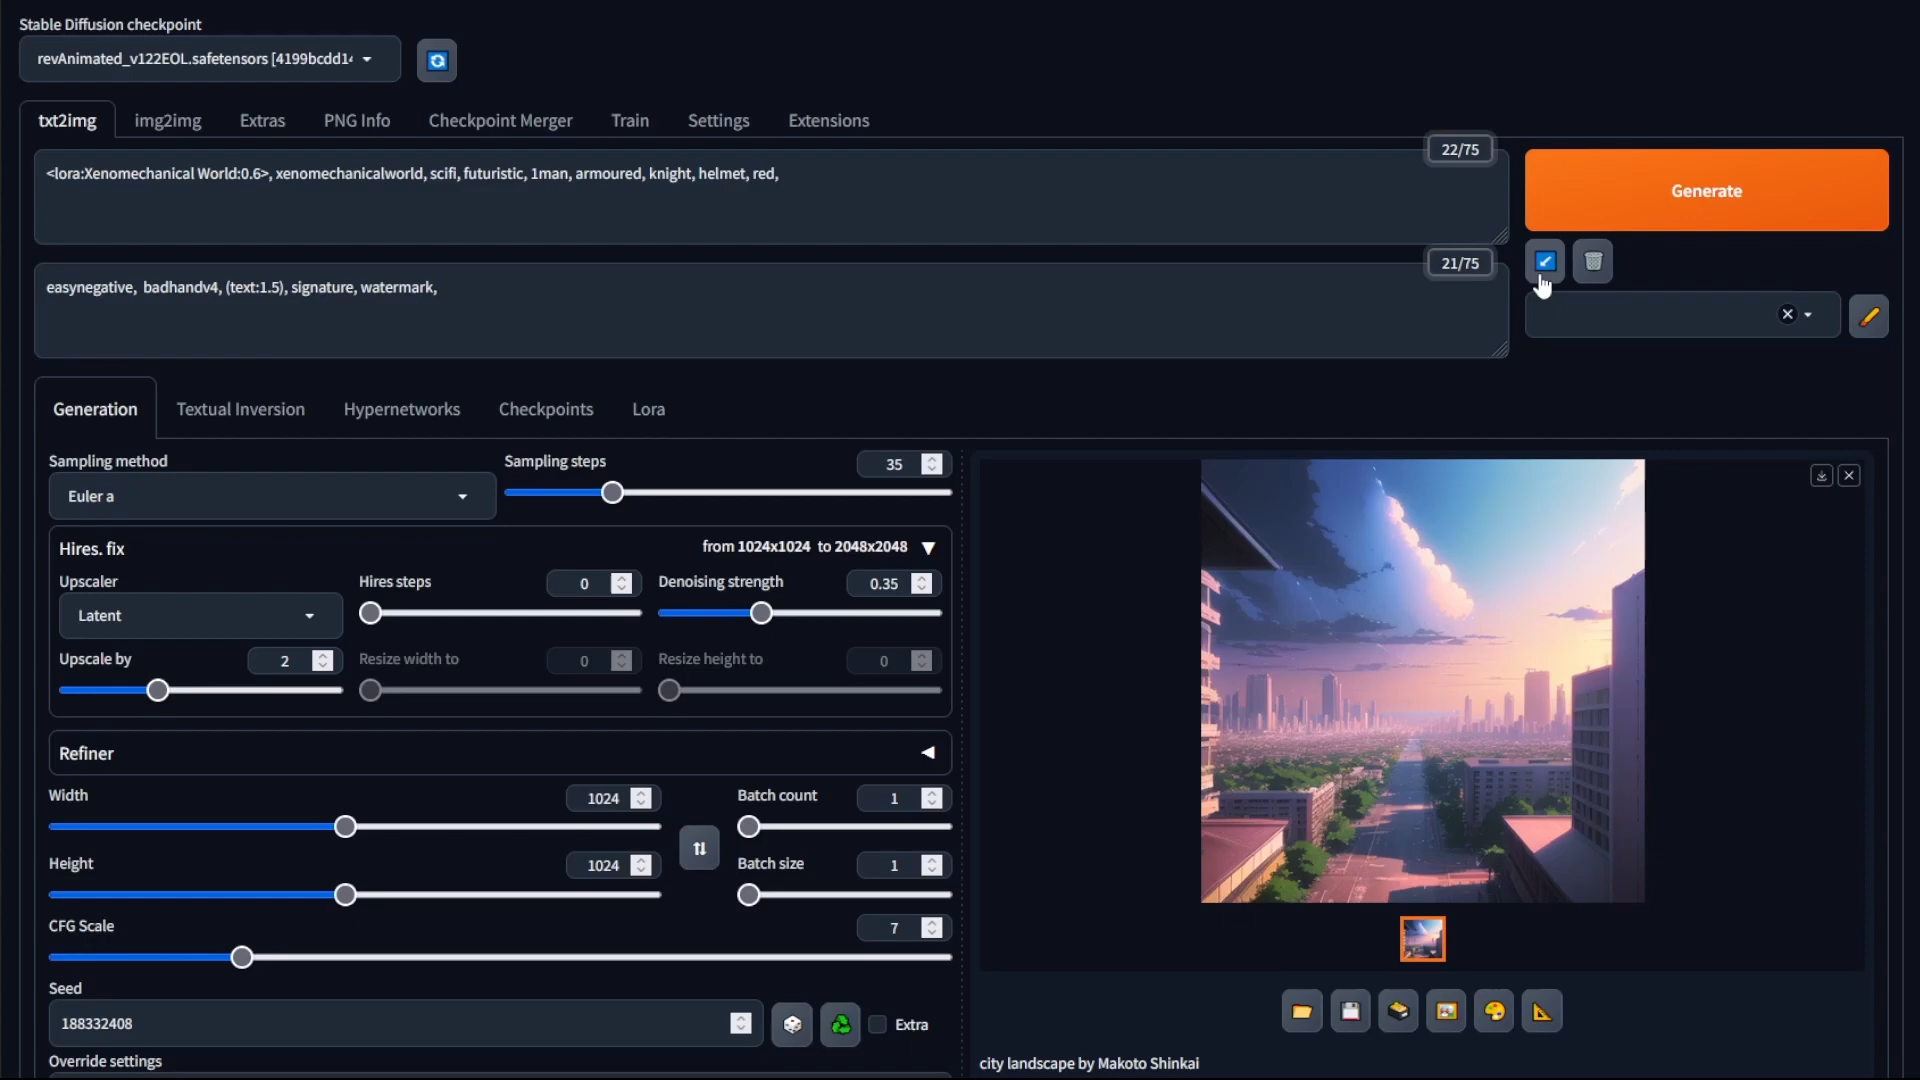 Stable Diffusion checkpoint
revAnimated_v122EOL.safetensors [4199bcdd14
txt2img img2img Extras PNG Info Checkpoint Merger Train Settings Extensions
22/75
<lora:Xenomechanical World:0.6>, xenomechanicalworld, scifi, futuristic, 1man, armoured, knight, helmet, red,
Generate
21/75
easynegative, badhandv4, (text:1.5), signature, watermark,
Generation Textual Inversion Hypernetworks Checkpoints Lora
Sampling method Sampling steps 35
Euler a
Hires. fix from 1024x1024 to 2048x2048
Upscaler Hires steps 0 Denoising strength 0.35
Latent
Upscale by 2 Resize width to 0 Resize height to 0
Refiner
Width 1024 Batch count 1
Height 1024 Batch size 1
CFG Scale 7
Seed
188332408 Extra
Override settings
city landscape by Makoto Shinkai